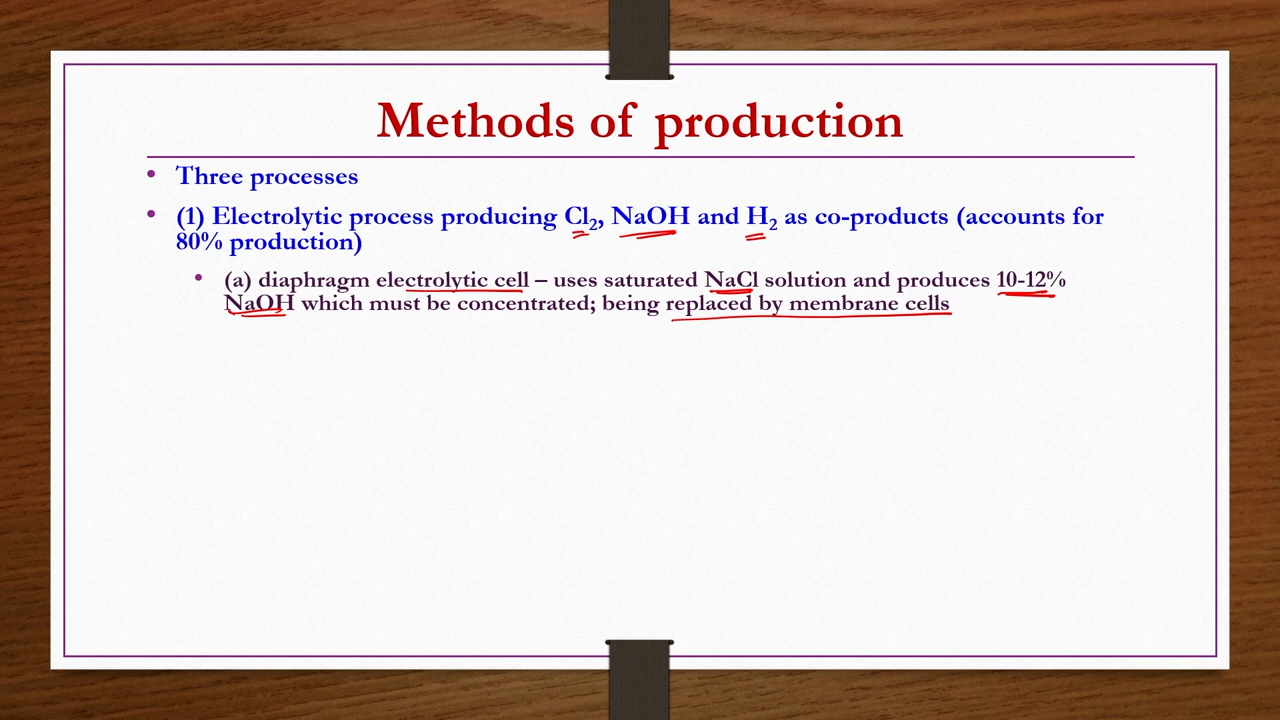 Methods of production
• Three processes
• (1) Electrolytic process producing Cl₂, NaOH and H₂ as co-products (accounts for
80% production)
• (a) diaphragm electrolytic cell – uses saturated NaCl solution and produces 10-12%
NaOH which must be concentrated; being replaced by membrane cells